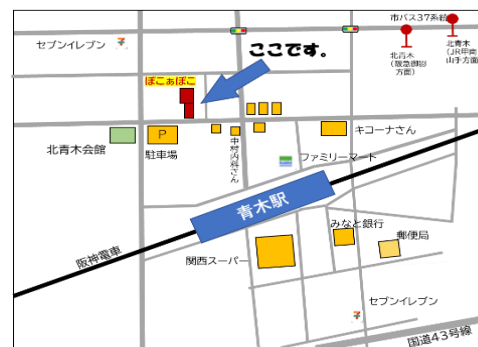 市バス37系統
セブンイレブン
ここです。
北青木
(阪急御影
方面)
北青木
(JR甲南
山手方面)
ぽこあぽこ
P
駐車場
北青木会館
中村内科さん
キコーナさん
ファミリーマート
青木駅
阪神電車
みなと銀行
郵便局
関西スーパー
セブンイレブン
国道43号線